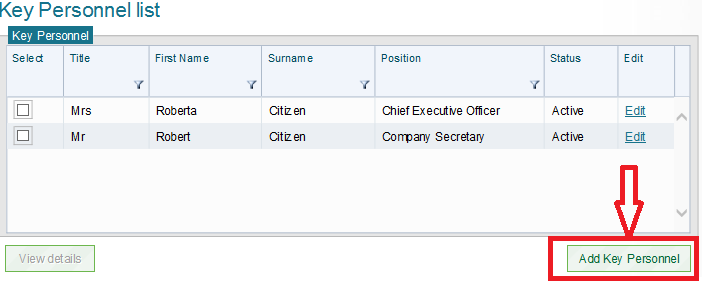 Key Personnel list
Key Personnel
Select Title First Name Surname Position Status Edit
Mrs Roberta Citizen Chief Executive Officer Active Edit
Mr Robert Citizen Company Secretary Active Edit
View details Add Key Personnel